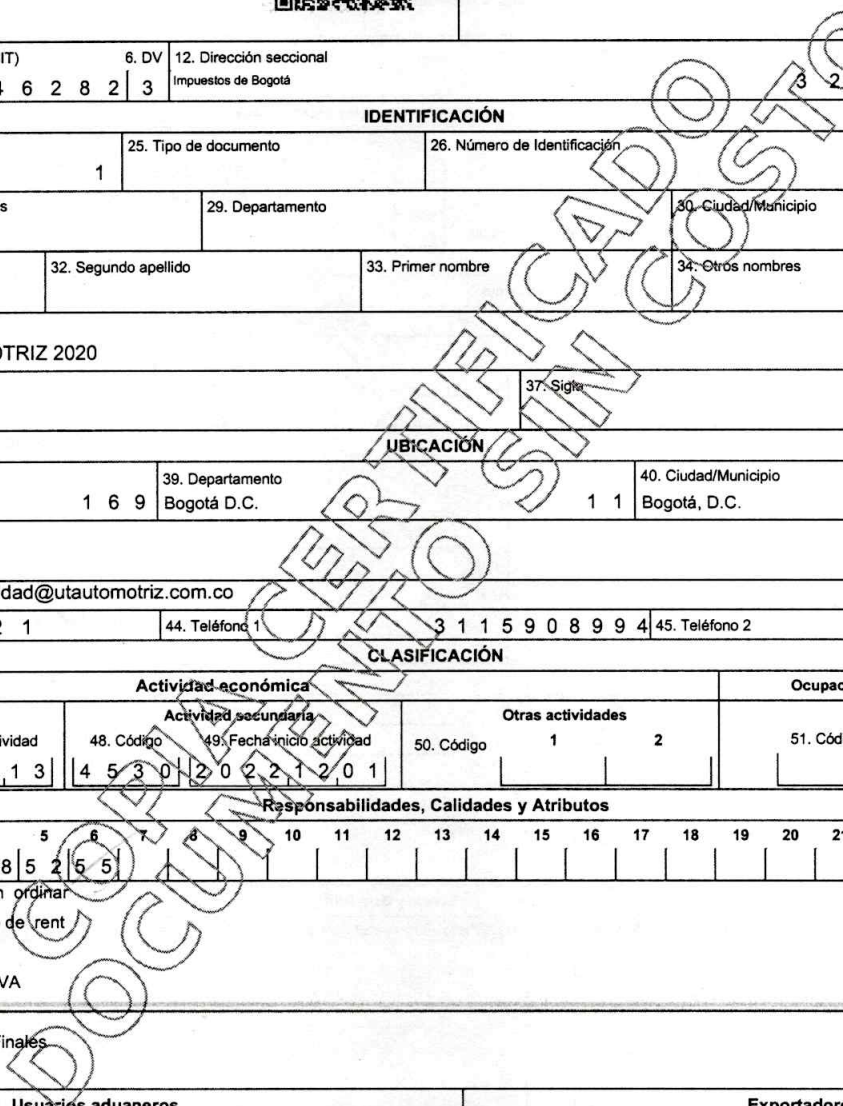 IT) 6. DV 12. Dirección seccional
4 6 2 8 2 3 Impuestos de Bogotá 3 2
IDENTIFICACIÓN
25. Tipo de documento 26. Número de Identificación
1
s 29. Departamento 30. Ciudad/Municipio
32. Segundo apellido 33. Primer nombre 34. Otros nombres
OTRIZ 2020
37. Sigla
UBICACIÓN
39. Departamento 40. Ciudad/Municipio
1 6 9 Bogotá D.C. 1 1 Bogotá, D.C.
dad@utautomotriz.com.co
2 1 44. Teléfono 1 3 1 1 5 9 0 8 9 9 4 45. Teléfono 2
CLASIFICACIÓN
Actividad económica Ocupac
Actividad secundaria Otras actividades
ividad 48. Código 49. Fecha inicio actividad 50. Código 1 2 51. Cód
1 3 4 5 3 0 2 0 2 2 1 2 0 1
Responsabilidades, Calidades y Atributos
5 6 7 8 9 10 11 12 13 14 15 16 17 18 19 20 21
8 5 2 5 5
n ordinar
de rent
VA
Finales
Usuarios aduaneros Exportadore
COPIA CERTIFICADO
DOCUMENTO SIN COSTO